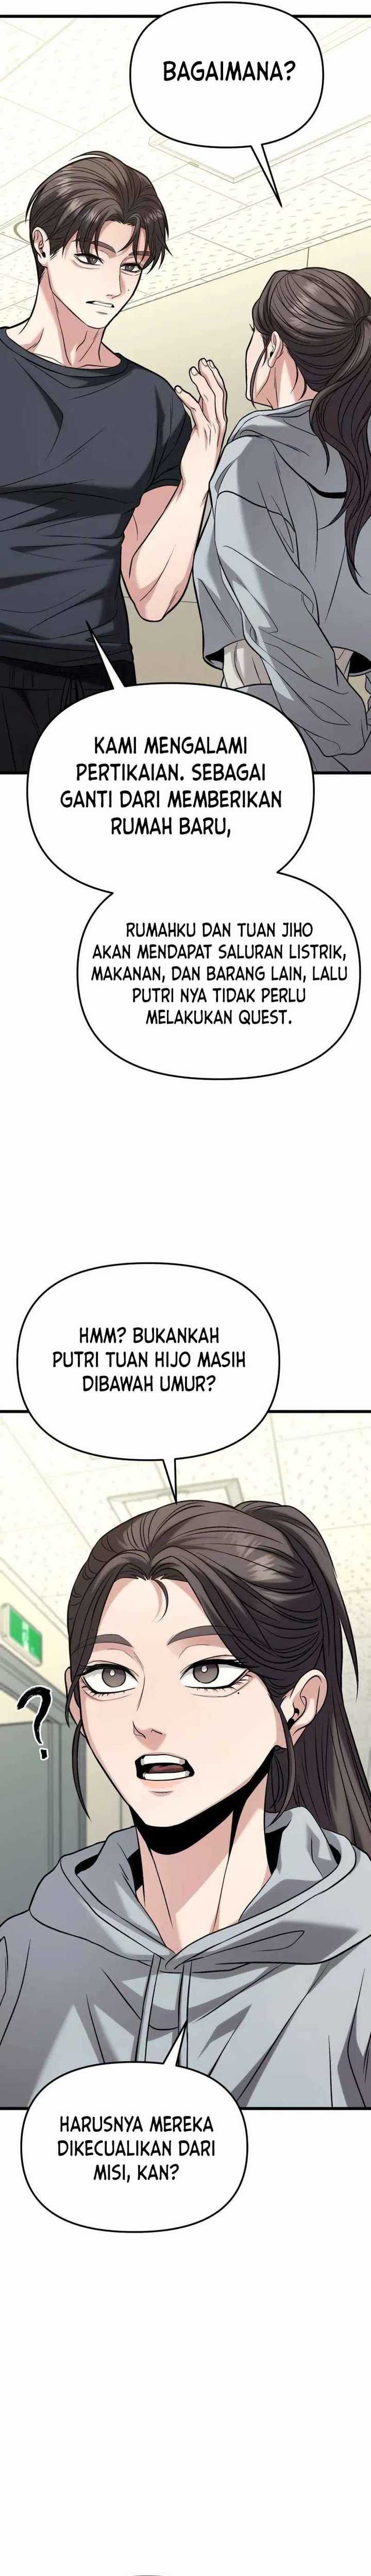 BAGAIMANA?
KAMI MENGALAMI
PERTIKAIAN. SEBAGAI
GANTI DARI MEMBERIKAN
RUMAH BARU,
RUMAHKU DAN TUAN JIHO
AKAN MENDAPAT SALURAN LISTRIK,
MAKANAN, DAN BARANG LAIN, LALU
PUTRI NYA TIDAK PERLU
MELAKUKAN QUEST.
HMM? BUKANKAH
PUTRI TUAN HIJO MASIH
DIBAWAH UMUR?
?
HARUSNYA MEREKA
DIKECUALIKAN DARI
MISI, KAN?